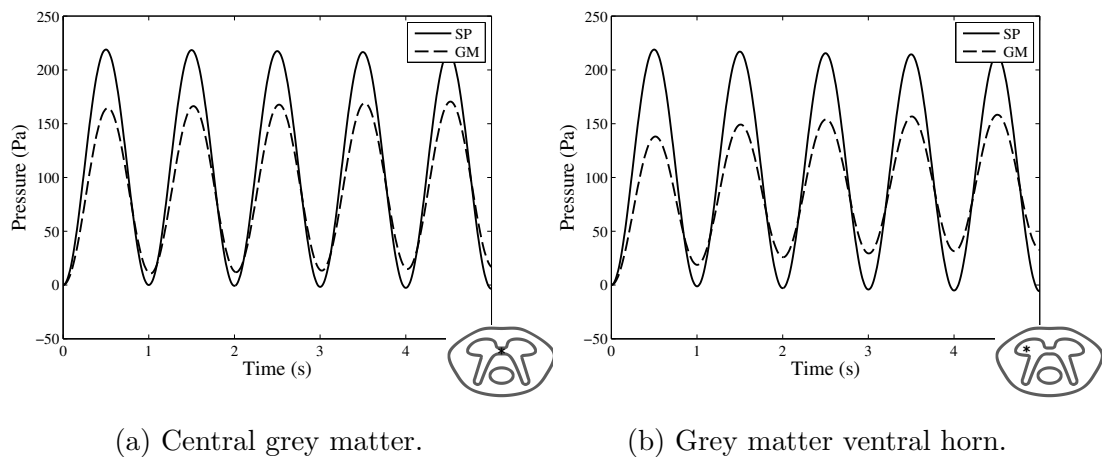 250
200
150
100
50
0
−50
Pressure (Pa)
0 1 2 3 4
Time (s)
SP
GM
*
(a) Central grey matter.
250
200
150
100
50
0
−50
Pressure (Pa)
0 1 2 3 4
Time (s)
SP
GM
*
(b) Grey matter ventral horn.